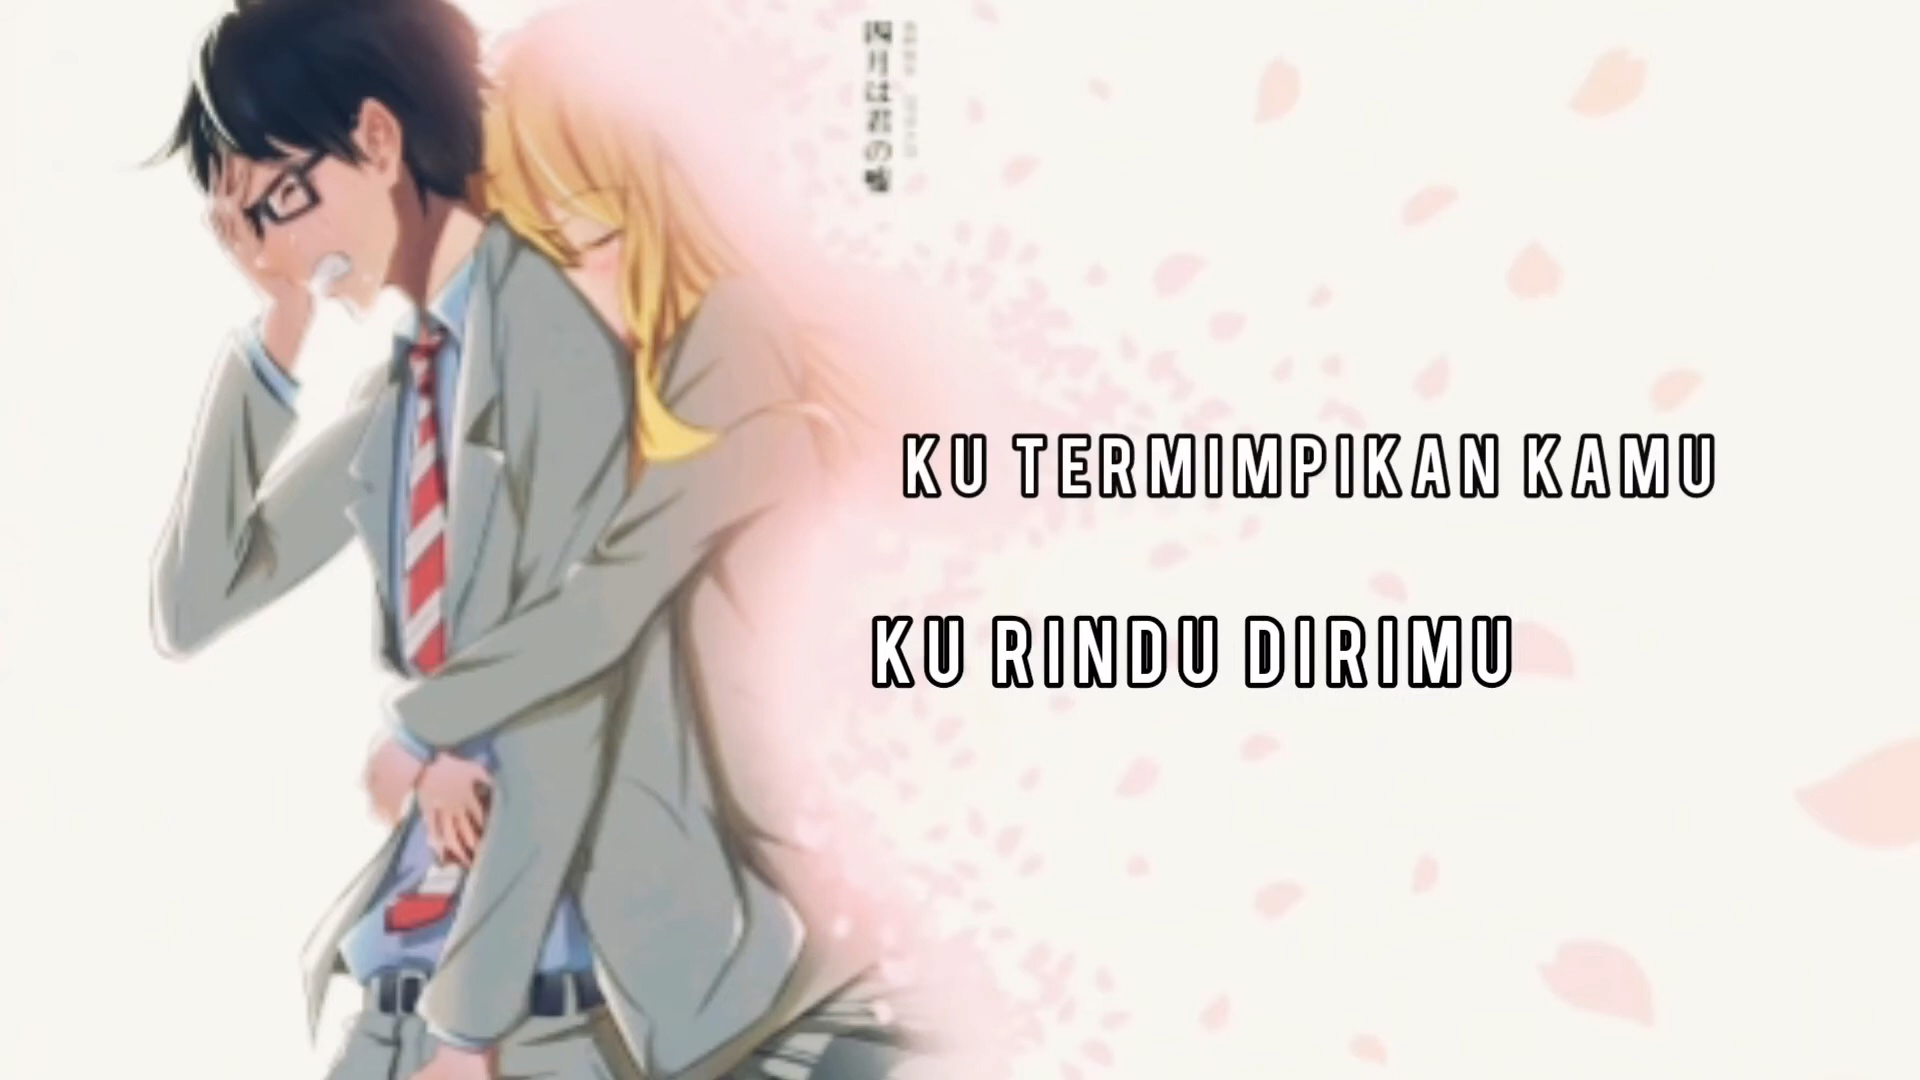 四月は君の嘘
KU TERMIMPIKAN KAMU
KU RINDU DIRIMU